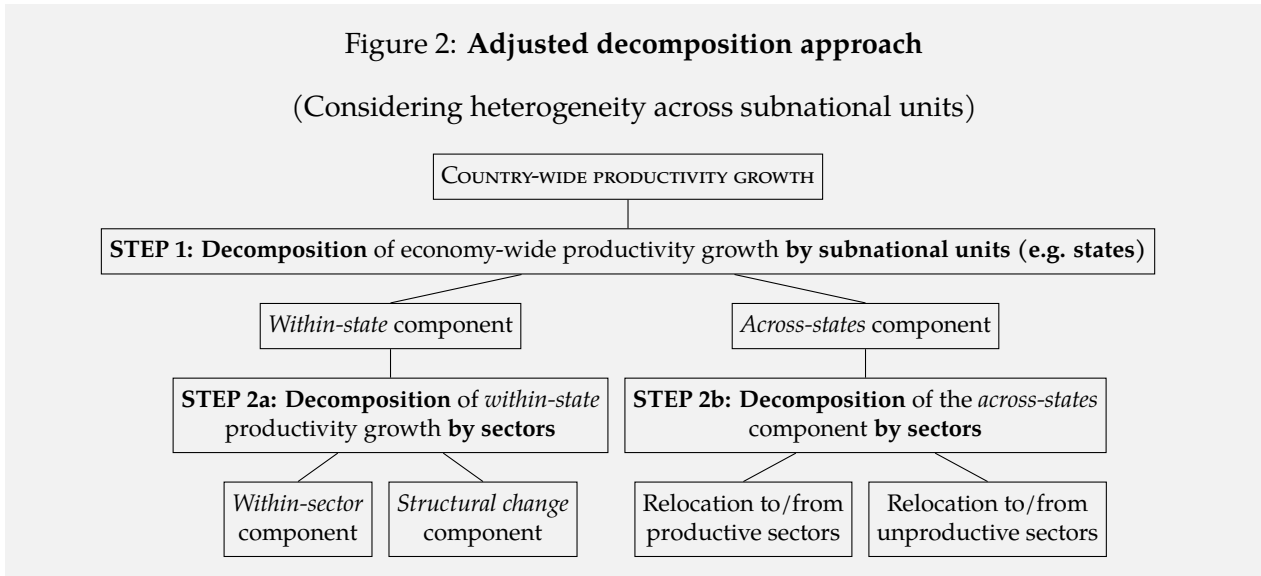 Figure 2: Adjusted decomposition approach
(Considering heterogeneity across subnational units)
COUNTRY-WIDE PRODUCTIVITY GROWTH
STEP 1: Decomposition of economy-wide productivity growth by subnational units (e.g. states)
Within-state component
Across-states component
STEP 2a: Decomposition of within-state
productivity growth by sectors
STEP 2b: Decomposition of the across-states
component by sectors
Within-sector
component
Structural change
component
Relocation to/from
productive sectors
Relocation to/from
unproductive sectors